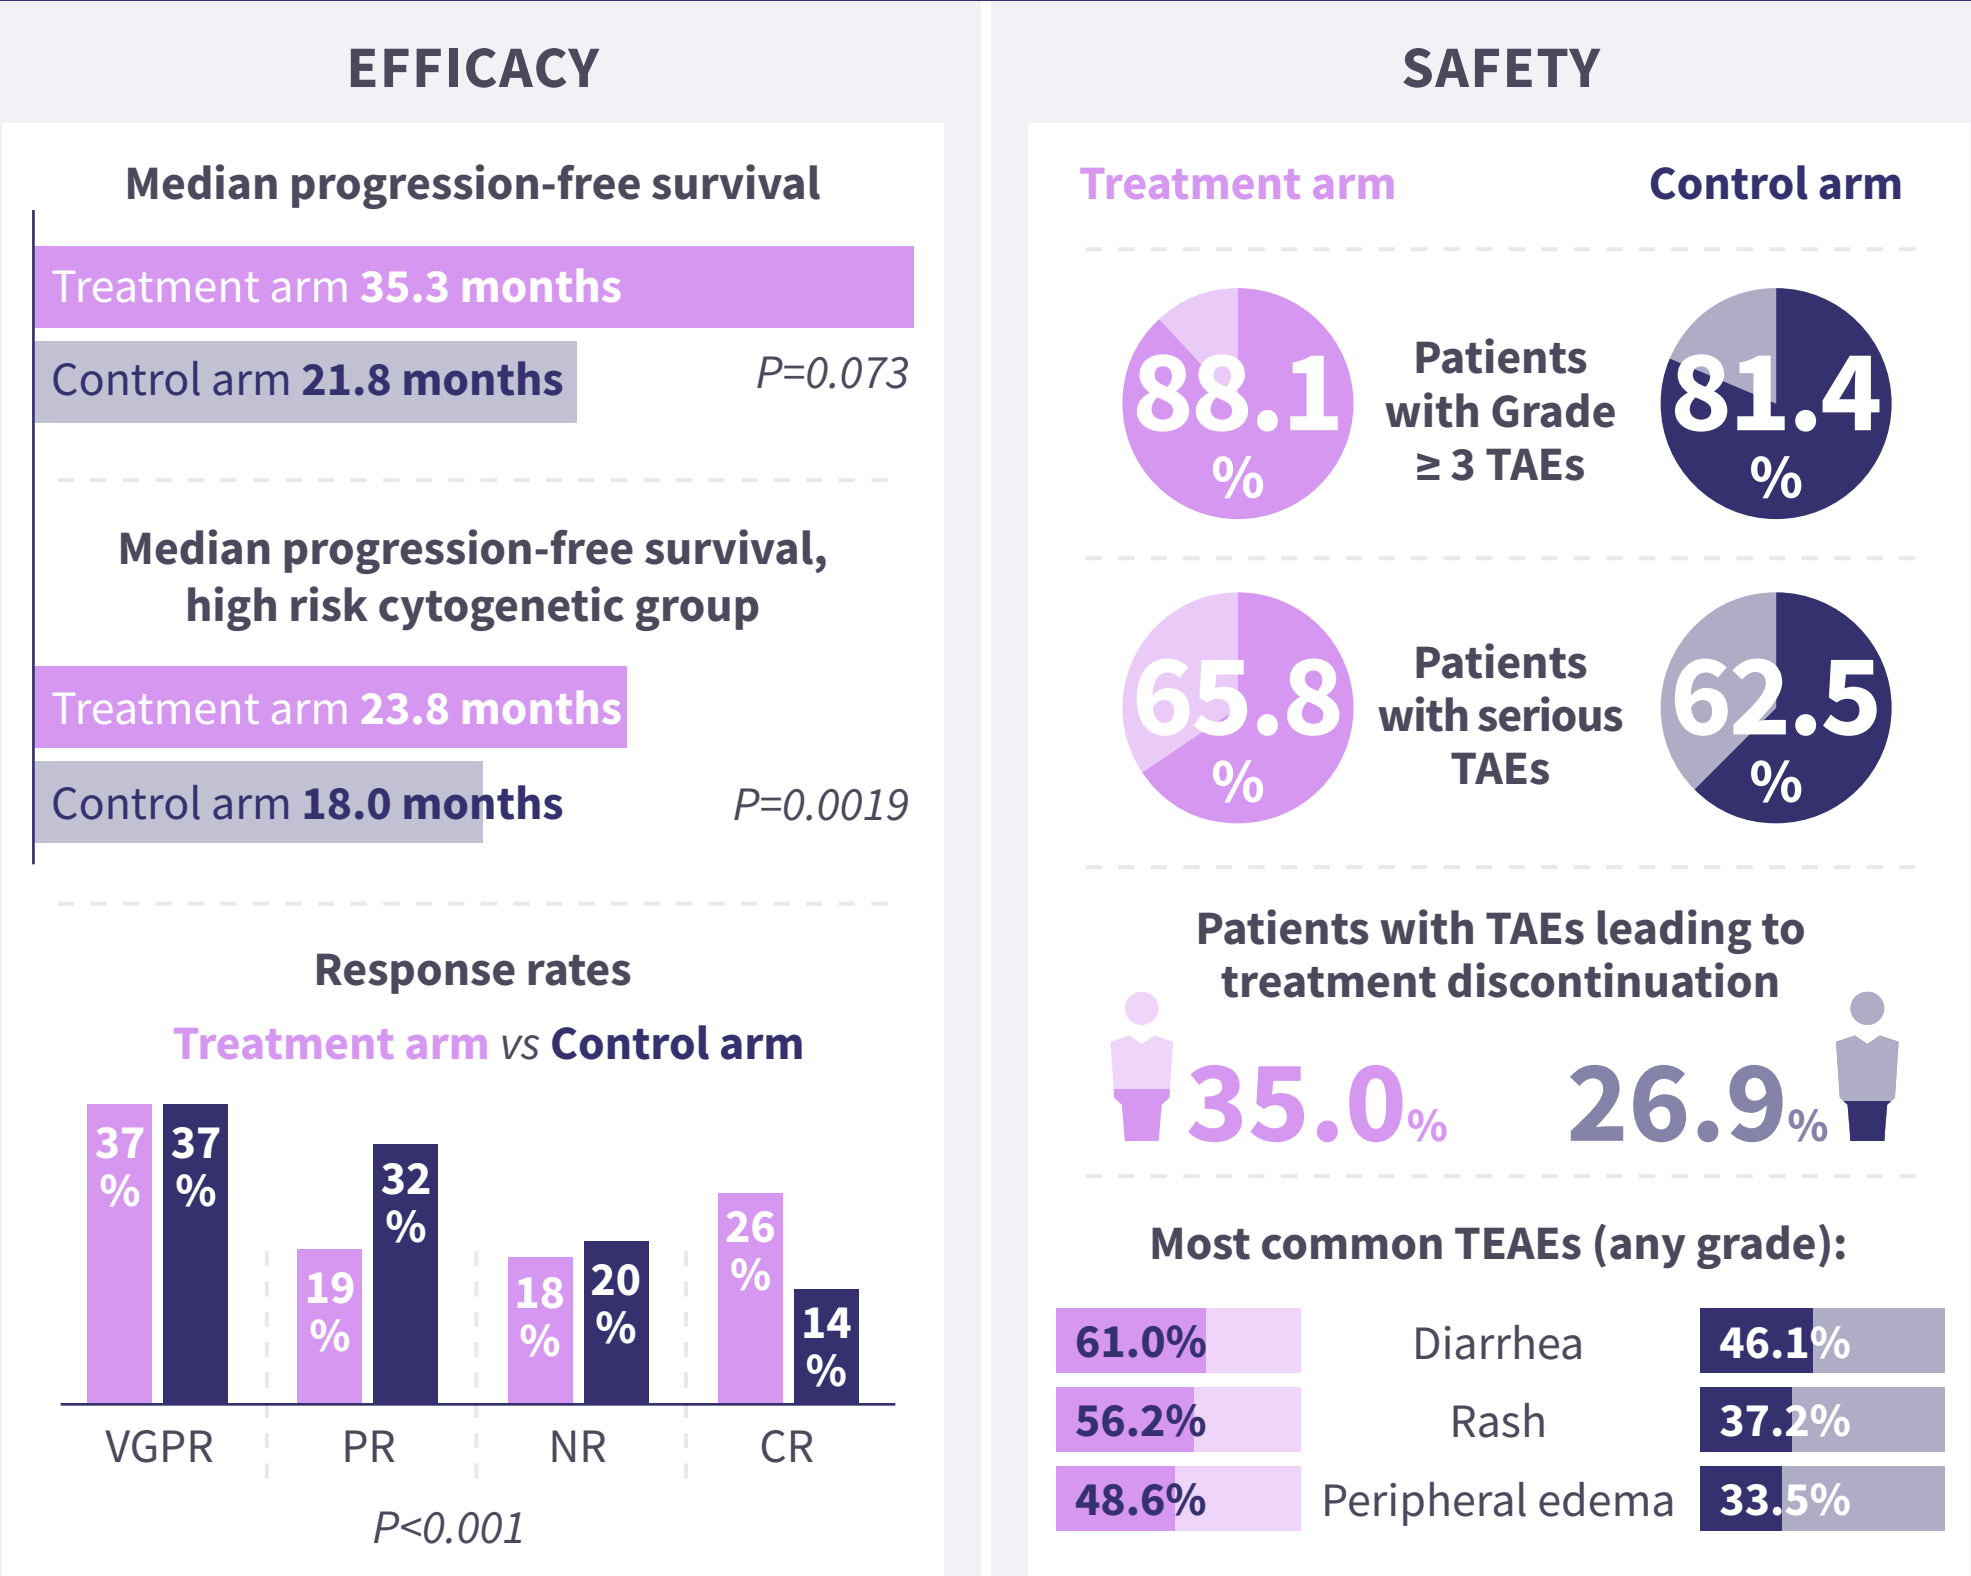 EFFICACY
Median progression-free survival
Treatment arm 35.3 months
Control arm 21.8 months
P=0.073
Median progression-free survival,
high risk cytogenetic group
Treatment arm 23.8 months
Control arm 18.0 months
P=0.0019
Response rates
Treatment arm vs Control arm
37
%
37
%
19
%
32
%
18
%
20
%
26
%
14
%
VGPR
PR
NR
CR
P<0.001
SAFETY
Treatment arm
Control arm
88.1
%
Patients
with Grade
≥ 3 TAEs
81.4
%
65.8
%
Patients
with serious
TAEs
62.5
%
Patients with TAEs leading to
treatment discontinuation
35.0%
26.9%
Most common TEAEs (any grade):
61.0% Diarrhea 46.1%
56.2% Rash 37.2%
48.6% Peripheral edema 33.5%